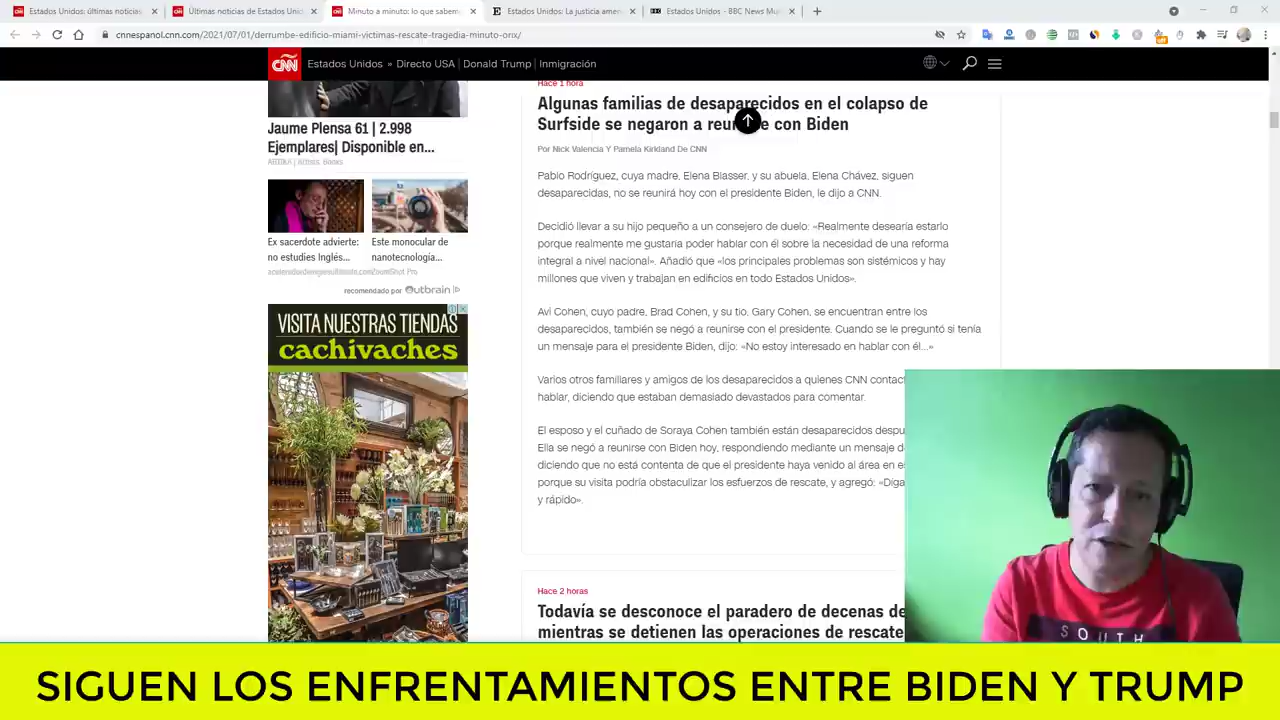 Estados Unidos: últimas noticias
Últimas noticias de Estados Unid
Minuto a minuto: lo que sabem
Estados Unidos: La justicia amer
Estados Unidos - BBC News Mu
cnnespanol.cnn.com/2021/07/01/derrumbe-edificio-miami-victimas-rescate-tragedia-minuto-orix/
CNN
Estados Unidos » Directo USA | Donald Trump | Inmigración
Jaume Plensa 61 | 2.998
Ejemplares| Disponible en...
Ex sacerdote advierte:
no estudies Inglés...
Este monocular de
nanotecnología...
ZoomShot Pro
recomendado por Outbrain
VISITA NUESTRAS TIENDAS
cachivaches
Hace 1 hora
Algunas familias de desaparecidos en el colapso de
Surfside se negaron a con Biden
Por Nick Valencia Y Pamela Kirkland De CNN
Pablo Rodríguez, cuya madre, Elena Blasser, y su abuela, Elena Chávez, siguen
desaparecidas, no se reunirá hoy con el presidente Biden, le dijo a CNN.
Decidió llevar a su hijo pequeño a un consejero de duelo: «Realmente desearía estarlo
porque realmente me gustaría poder hablar con él sobre la necesidad de una reforma
integral a nivel nacional». Añadió que «los principales problemas son sistémicos y hay
millones que viven y trabajan en edificios en todo Estados Unidos».
Avi Cohen, cuyo padre, Brad Cohen, y su tío, Gary Cohen, se encuentran entre los
desaparecidos, también se negó a reunirse con el presidente. Cuando se le preguntó si tenía
un mensaje para el presidente Biden, dijo: «No estoy interesado en hablar con él...»
Varios otros familiares y amigos de los desaparecidos a quienes CNN contact
hablar, diciendo que estaban demasiado devastados para comentar.
El esposo y el cuñado de Soraya Cohen también están desaparecidos despu
Ella se negó a reunirse con Biden hoy, respondiendo mediante un mensaje de
diciendo que no está contenta de que el presidente haya venido al área en es
porque su visita podría obstaculizar los esfuerzos de rescate, y agregó: «Díga
y rápido».
Hace 2 horas
Todavía se desconoce el paradero de decenas de
mientras se detienen las operaciones de rescate
SOUTH
SIGUEN LOS ENFRENTAMIENTOS ENTRE BIDEN Y TRUMP